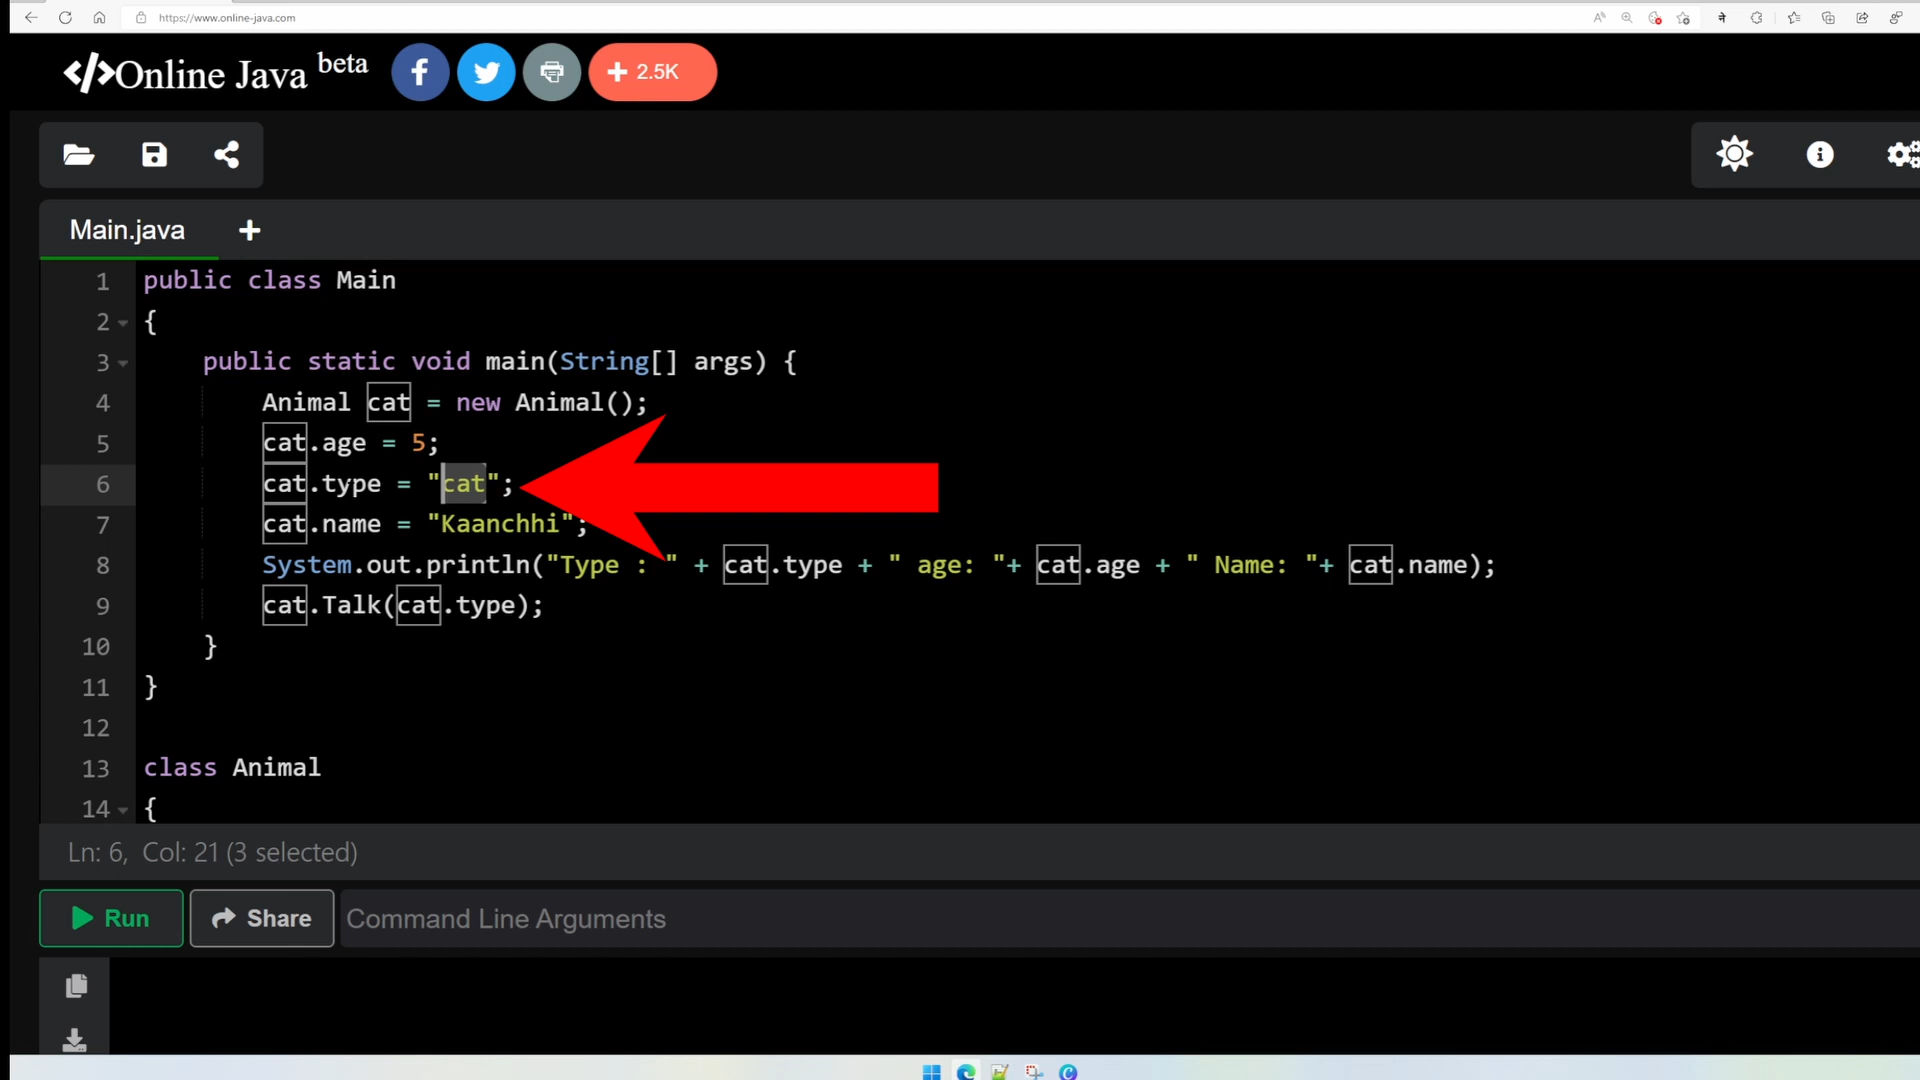 https://www.online-java.com
</>Online Java beta
f
+ 2.5K
Main.java +
1 public class Main
2 {
3 public static void main(String[] args) {
4 Animal cat = new Animal();
5 cat.age = 5;
6 cat.type = "cat";
7 cat.name = "Kaanchhi";
8 System.out.println("Type : " + cat.type + " age: "+ cat.age + " Name: "+ cat.name);
9 cat.Talk(cat.type);
10 }
11 }
12
13 class Animal
14 {
Ln: 6, Col: 21 (3 selected)
Run Share Command Line Arguments